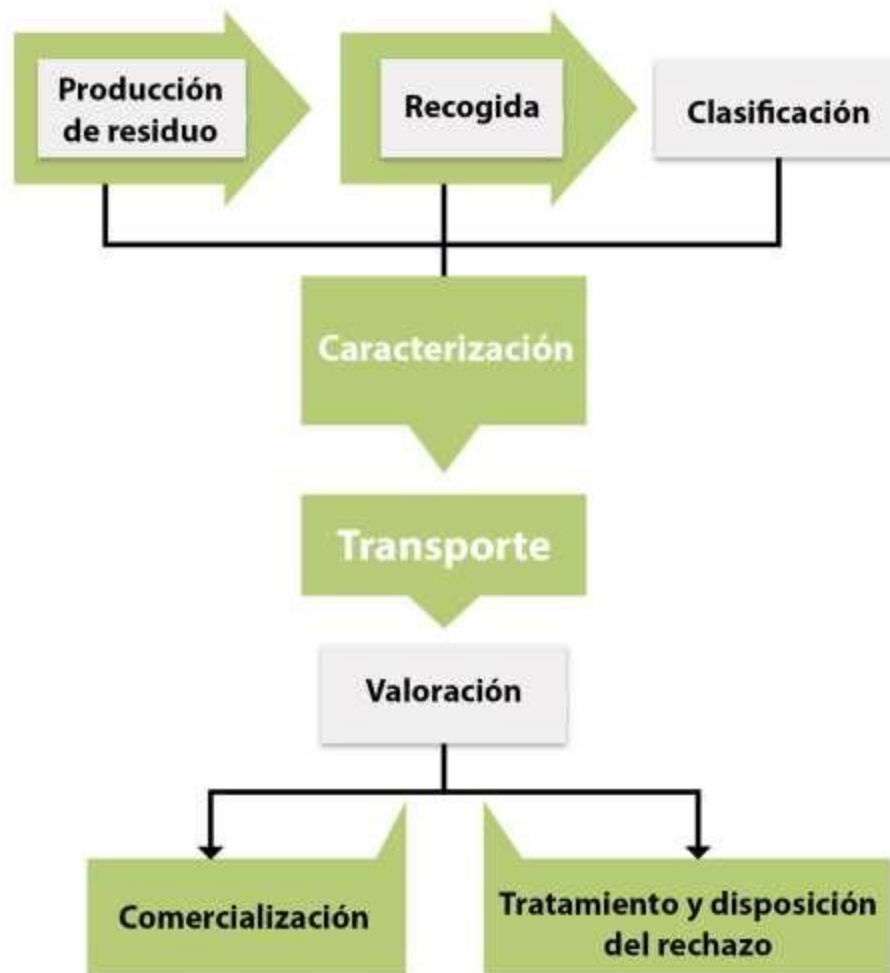 Producción
de residuo
Recogida
Clasificación
Caracterización
Transporte
Valoración
Comercialización
Tratamiento y disposición
del rechazo